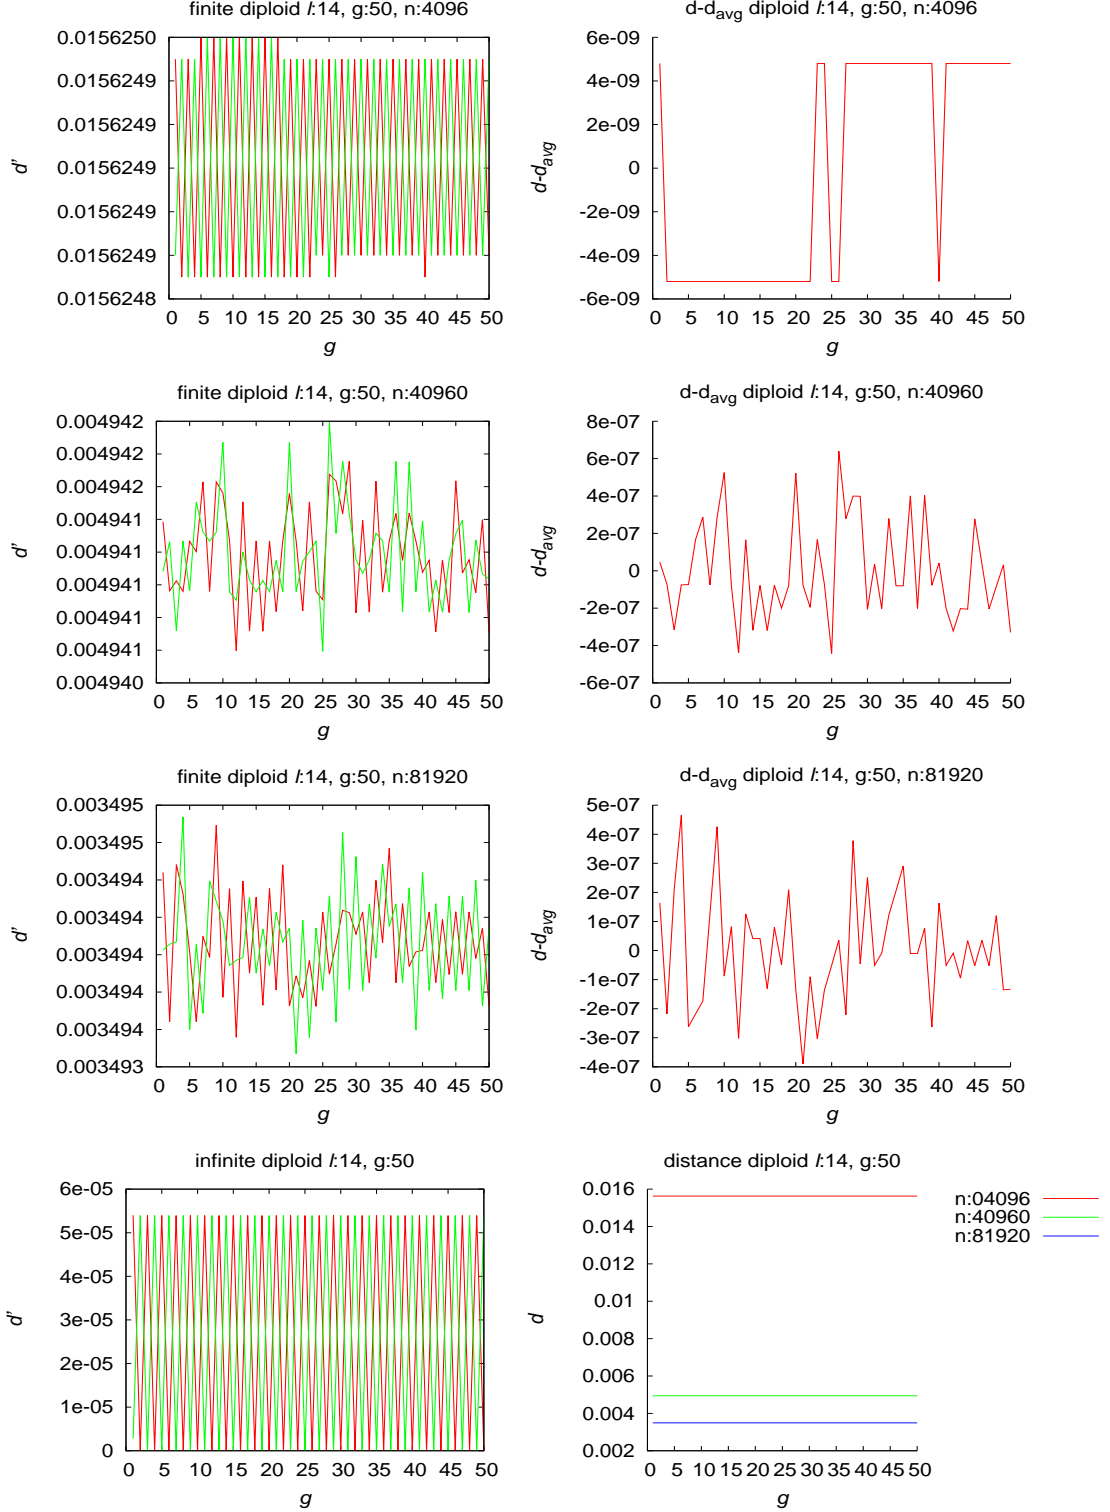 finite diploid l:14, g:50, n:4096
0.0156250
0.0156249
0.0156249
0.0156249
0.0156249
0.0156249
0.0156248
d'
0 5 10 15 20 25 30 35 40 45 50
g
d-davg diploid l:14, g:50, n:4096
6e-09
4e-09
2e-09
0
-2e-09
-4e-09
-6e-09
d-davg
0 5 10 15 20 25 30 35 40 45 50
g
finite diploid l:14, g:50, n:40960
0.004942
0.004942
0.004942
0.004941
0.004941
0.004941
0.004941
0.004941
0.004940
d'
0 5 10 15 20 25 30 35 40 45 50
g
d-davg diploid l:14, g:50, n:40960
8e-07
6e-07
4e-07
2e-07
0
-2e-07
-4e-07
-6e-07
d-davg
0 5 10 15 20 25 30 35 40 45 50
g
finite diploid l:14, g:50, n:81920
0.003495
0.003495
0.003494
0.003494
0.003494
0.003494
0.003494
0.003493
d'
0 5 10 15 20 25 30 35 40 45 50
g
d-davg diploid l:14, g:50, n:81920
5e-07
4e-07
3e-07
2e-07
1e-07
0
-1e-07
-2e-07
-3e-07
-4e-07
d-davg
0 5 10 15 20 25 30 35 40 45 50
g
infinite diploid l:14, g:50
6e-05
5e-05
4e-05
3e-05
2e-05
1e-05
0
d'
0 5 10 15 20 25 30 35 40 45 50
g
distance diploid l:14, g:50
0.016
0.014
0.012
0.01
0.008
0.006
0.004
0.002
d
0 5 10 15 20 25 30 35 40 45 50
g
n:04096
n:40960
n:81920